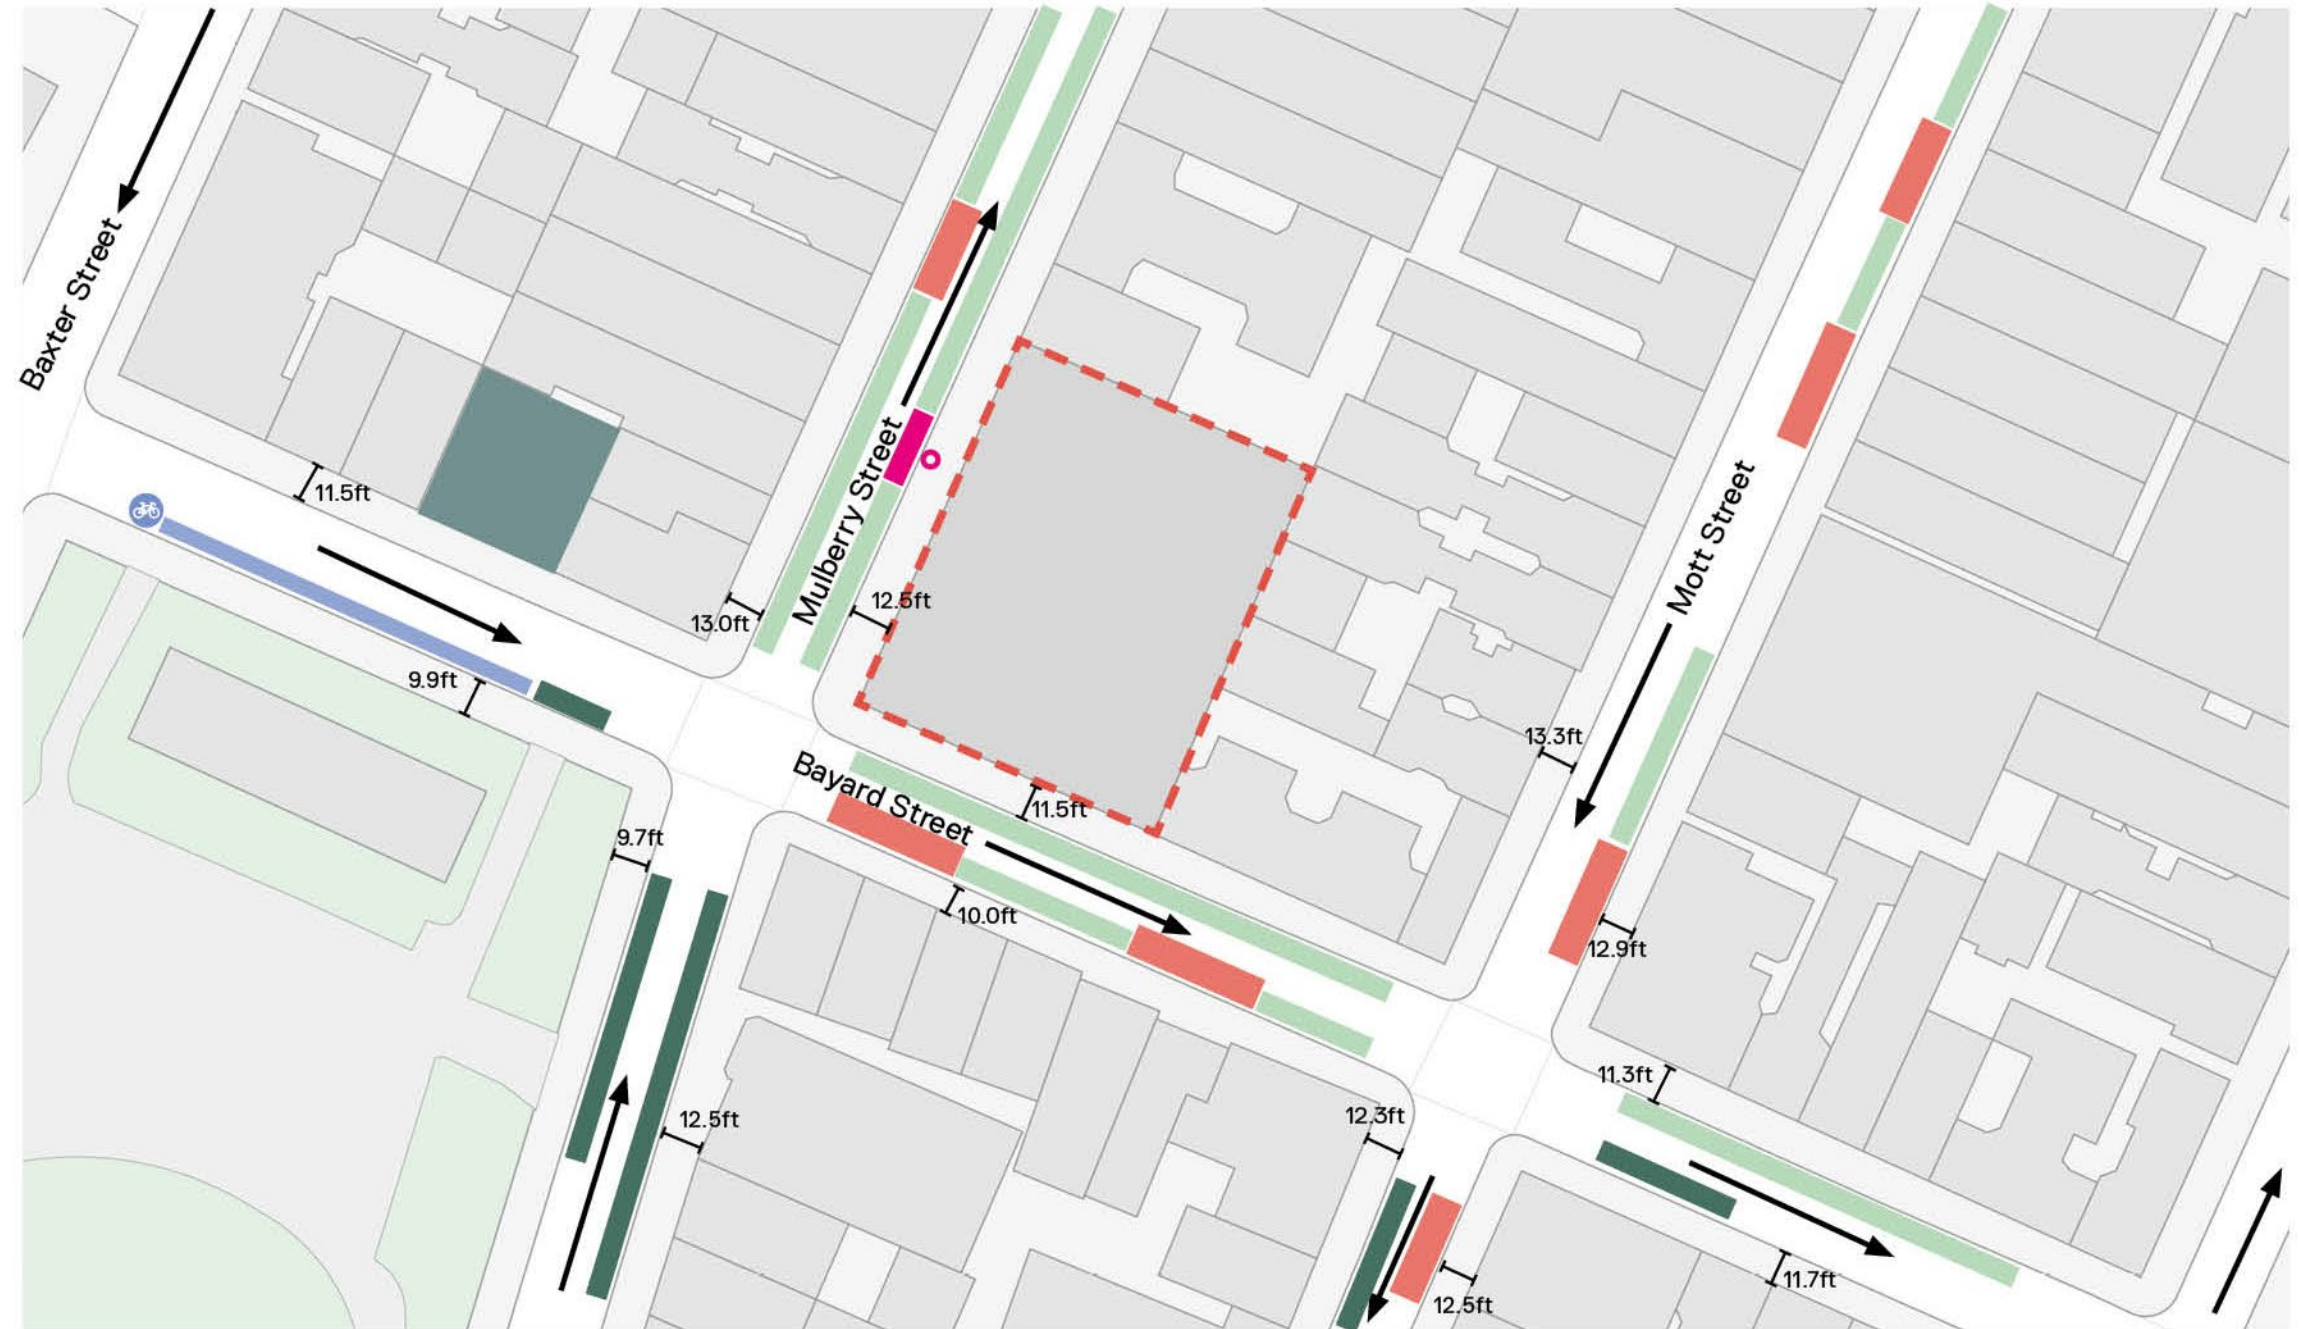 Baxter Street
11.5ft
9.9ft
13.0ft
Mulberry Street
12.5ft
Mott Street
13.3ft
Bayard Street
11.5ft
9.7ft
10.0ft
12.9ft
11.3ft
12.5ft
12.3ft
11.7ft
12.5ft